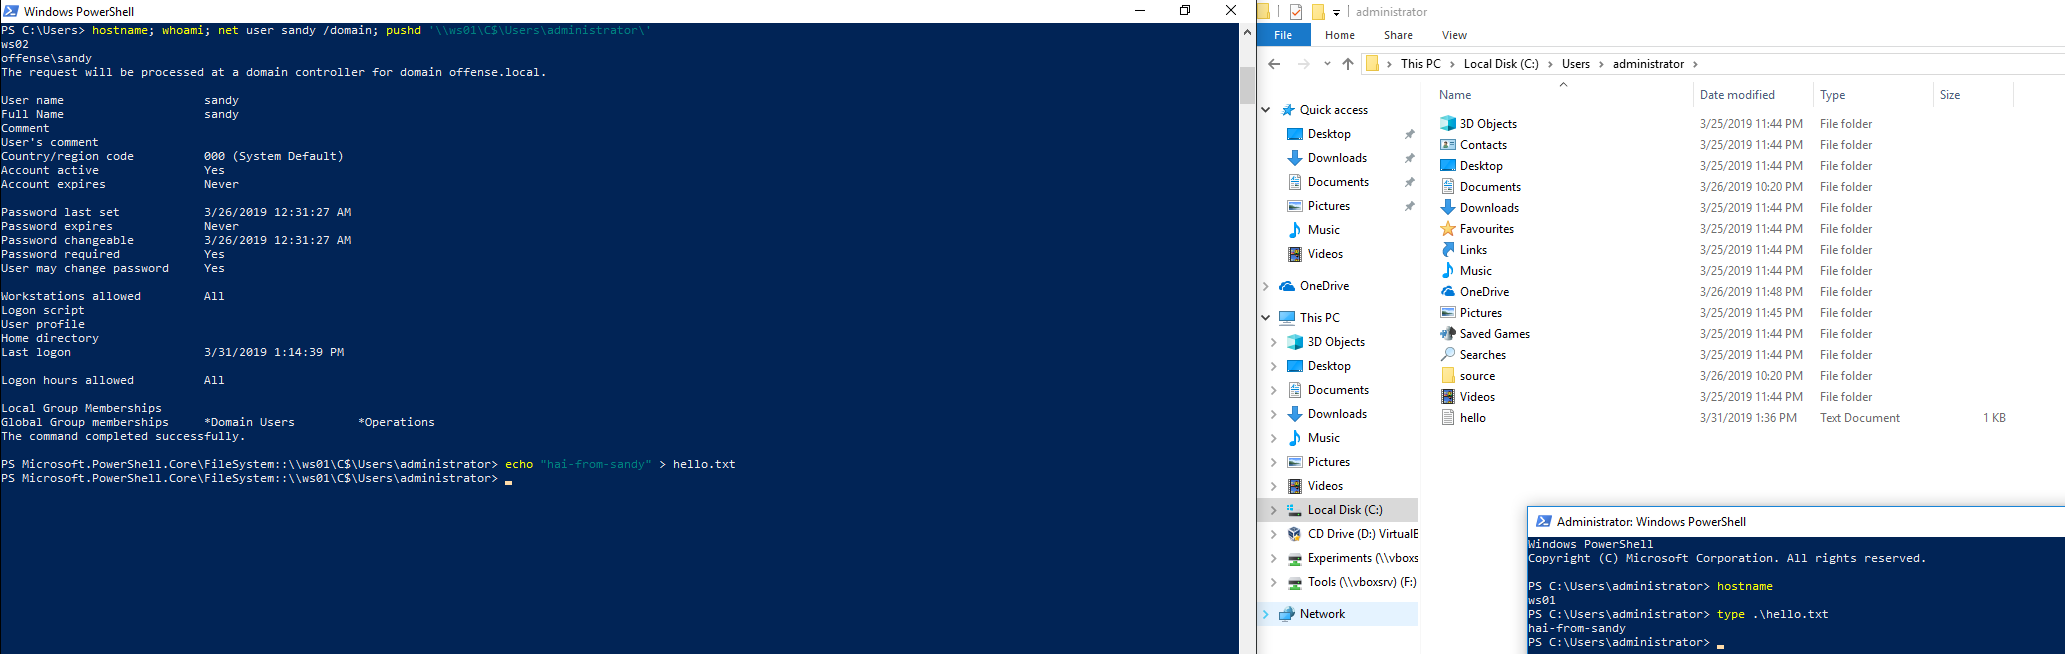 Windows PowerShell
PS C:\Users> hostname; whoami; net user sandy /domain; pushd '\\ws01\C$\Users\administrator\'
ws02
offense\sandy
The request will be processed at a domain controller for domain offense.local.
User name sandy
Full Name sandy
Comment
User's comment
Country/region code 000 (System Default)
Account active Yes
Account expires Never
Password last set 3/26/2019 12:31:27 AM
Password expires Never
Password changeable 3/26/2019 12:31:27 AM
Password required Yes
User may change password Yes
Workstations allowed All
Logon script
User profile
Home directory
Last logon 3/31/2019 1:14:39 PM
Logon hours allowed All
Local Group Memberships
Global Group memberships *Domain Users *Operations
The command completed successfully.
PS Microsoft.PowerShell.Core\FileSystem::\\ws01\C$\Users\administrator> echo "hai-from-sandy" > hello.txt
PS Microsoft.PowerShell.Core\FileSystem::\\ws01\C$\Users\administrator>
administrator
File Home Share View
This PC Local Disk (C:) Users administrator
Quick access
Desktop
Downloads
Documents
Pictures
Music
Videos
OneDrive
This PC
3D Objects
Desktop
Documents
Downloads
Music
Pictures
Videos
Local Disk (C:)
CD Drive (D:) VirtualB
Experiments (\\vboxs
Tools (\\vboxsrv) (F:)
Network
Name Date modified Type Size
3D Objects 3/25/2019 11:44 PM File folder
Contacts 3/25/2019 11:44 PM File folder
Desktop 3/25/2019 11:44 PM File folder
Documents 3/26/2019 10:20 PM File folder
Downloads 3/25/2019 11:44 PM File folder
Favourites 3/25/2019 11:44 PM File folder
Links 3/25/2019 11:44 PM File folder
Music 3/25/2019 11:44 PM File folder
OneDrive 3/26/2019 11:48 PM File folder
Pictures 3/25/2019 11:45 PM File folder
Saved Games 3/25/2019 11:44 PM File folder
Searches 3/25/2019 11:44 PM File folder
source 3/26/2019 10:20 PM File folder
Videos 3/25/2019 11:44 PM File folder
hello 3/31/2019 1:36 PM Text Document 1 KB
Administrator: Windows PowerShell
Windows PowerShell
Copyright (C) Microsoft Corporation. All rights reserved.
PS C:\Users\administrator> hostname
ws01
PS C:\Users\administrator> type .\hello.txt
hai-from-sandy
PS C:\Users\administrator>